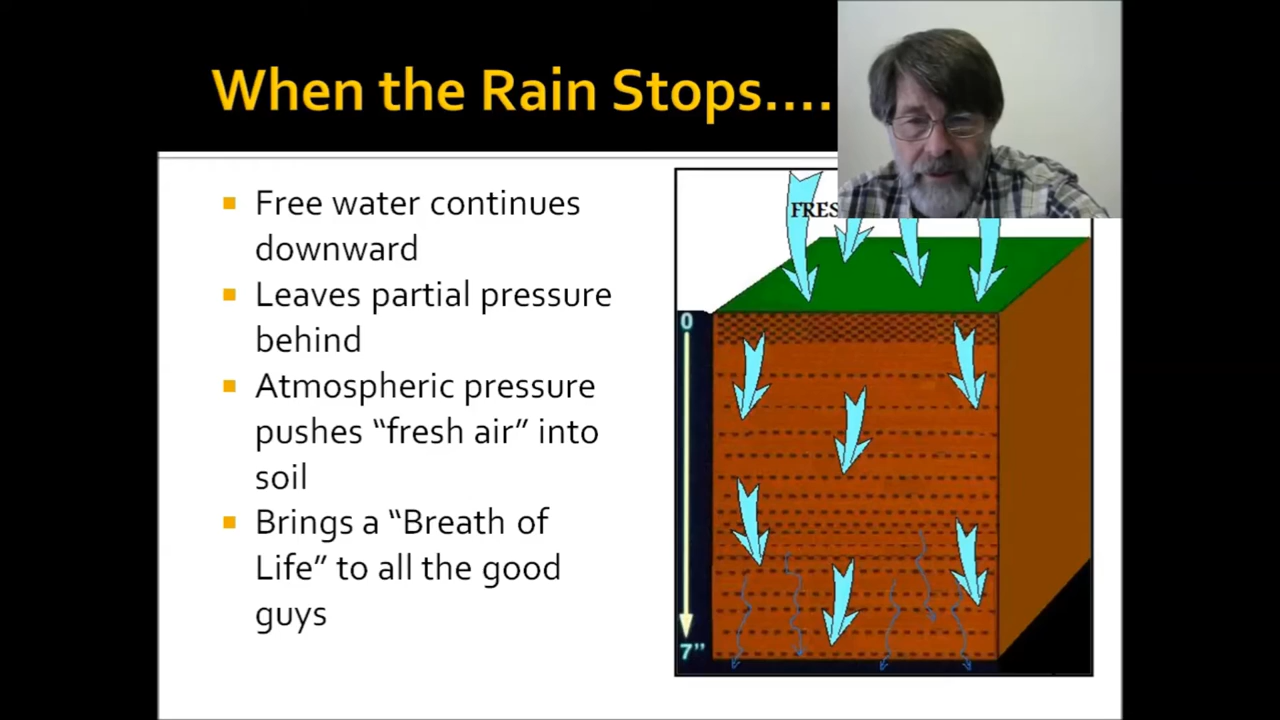 When the Rain Stops....
Free water continues
downward
Leaves partial pressure
behind
Atmospheric pressure
pushes “fresh air” into
soil
Brings a “Breath of
Life” to all the good
guys
0
7”